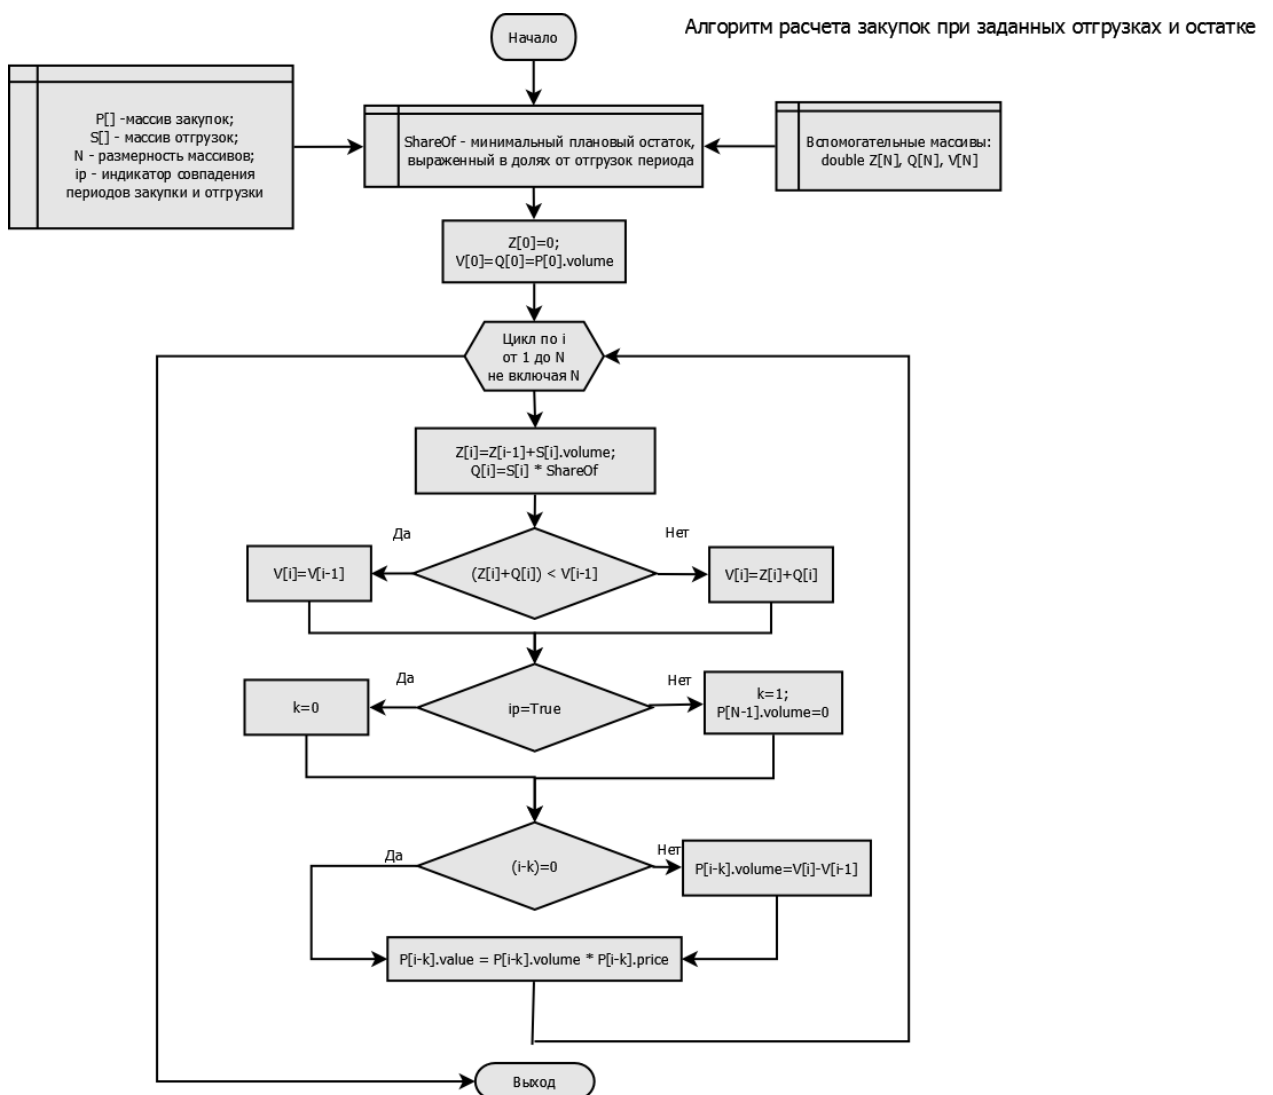 Алгоритм расчета закупок при заданных отгрузках и остатке
Начало
P[] -массив закупок;
S[] - массив отгрузок;
N - размерность массивов;
ip - индикатор совпадения
периодов закупки и отгрузки
ShareOf - минимальный плановый остаток,
выраженный в долях от отгрузок периода
Вспомогательные массивы:
double Z[N], Q[N], V[N]
Z[0]=0;
V[0]=Q[0]=P[0].volume
Цикл по i
от 1 до N
не включая N
Z[i]=Z[i-1]+S[i].volume;
Q[i]=S[i] * ShareOf
Да
Нет
V[i]=V[i-1]
(Z[i]+Q[i]) < V[i-1]
V[i]=Z[i]+Q[i]
Да
Нет
k=0
ip=True
k=1;
P[N-1].volume=0
Да
Нет
(i-k)=0
P[i-k].volume=V[i]-V[i-1]
P[i-k].value = P[i-k].volume * P[i-k].price
Выход